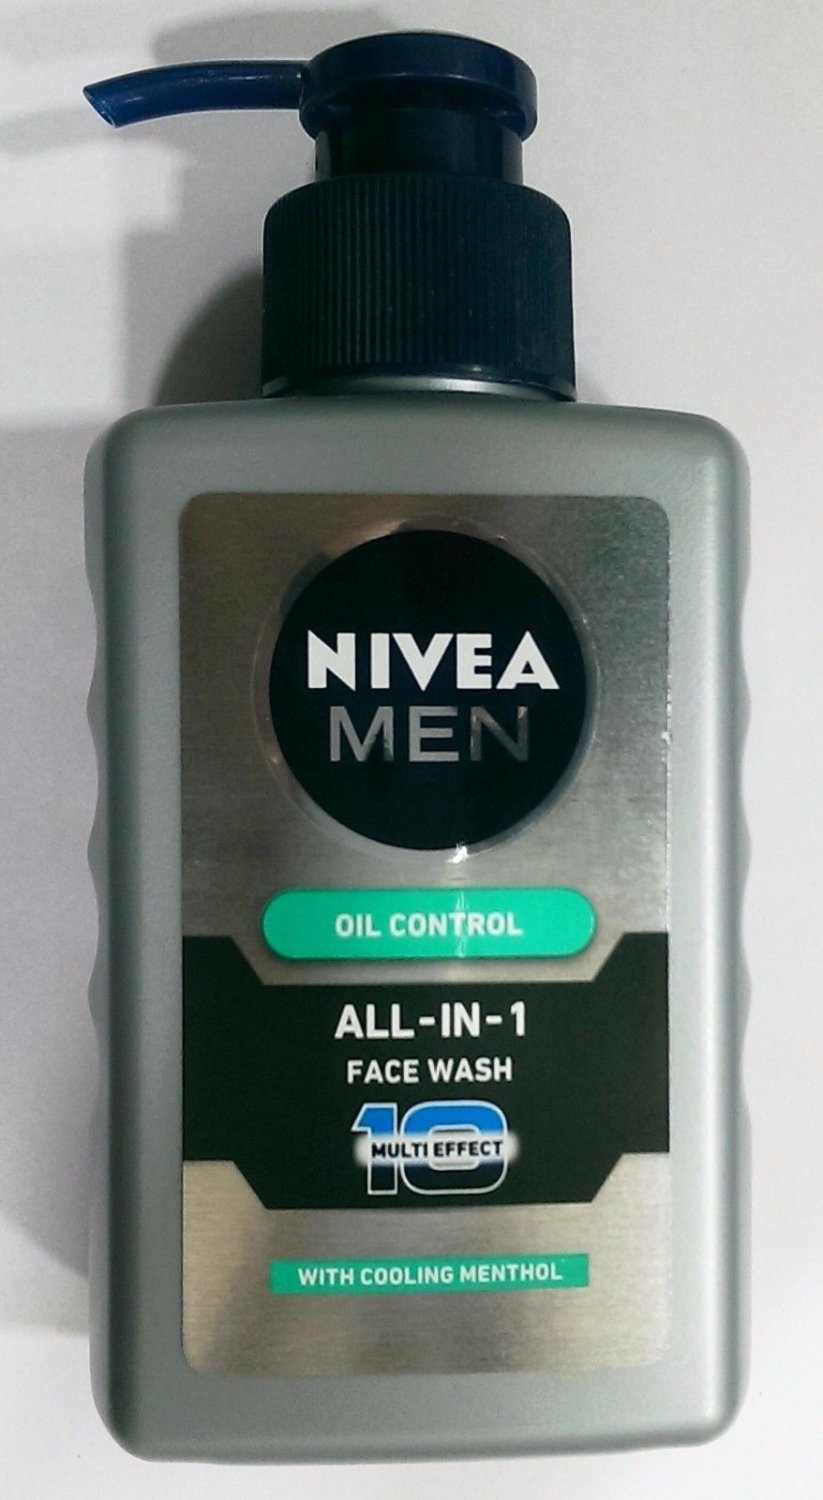 NIVEA
MEN
OIL CONTROL
ALL-IN-1
FACE WASH
10
MULTI EFFECT
WITH COOLING MENTHOL